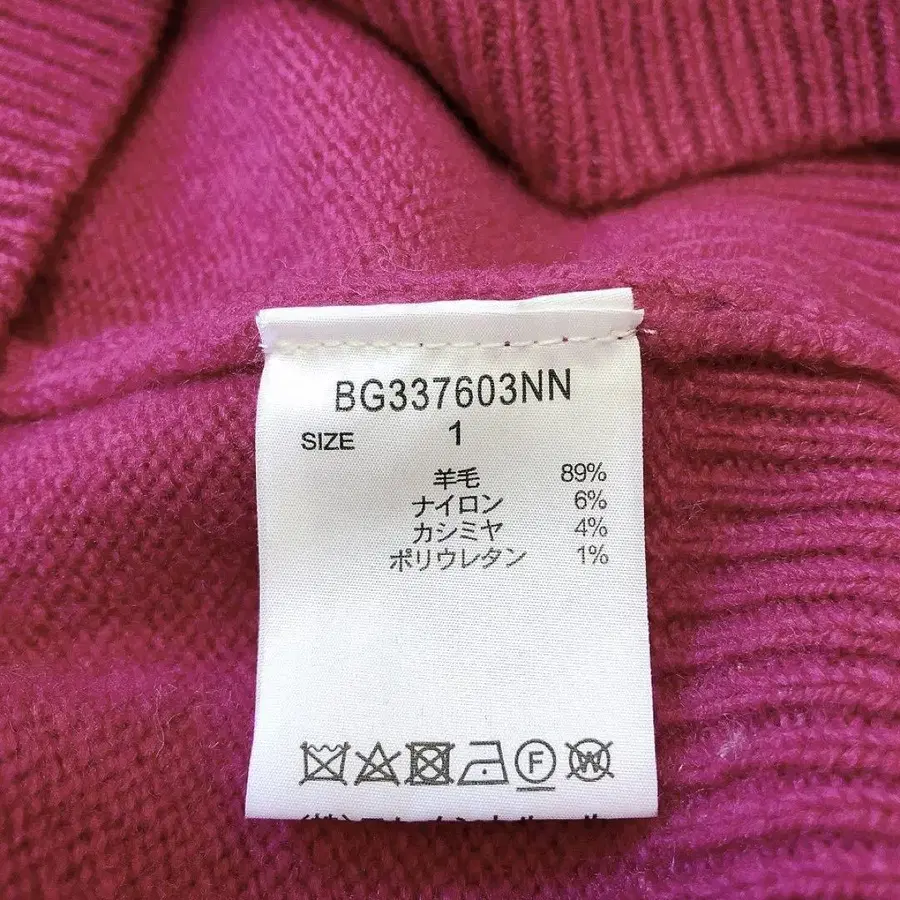 BG337603NN
SIZE 1
羊毛 89%
ナイロン 6%
カシミヤ 4%
ポリウレタン 1%
F W